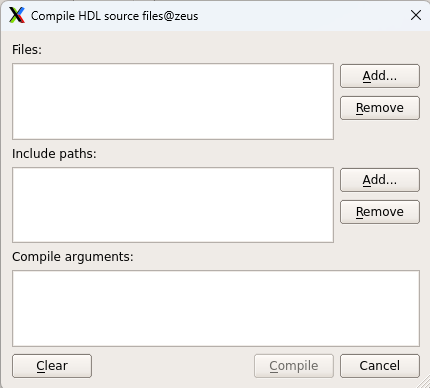 Compile HDL source files@zeus
Files:
Add...
Remove
Include paths:
Add...
Remove
Compile arguments:
Clear
Compile
Cancel